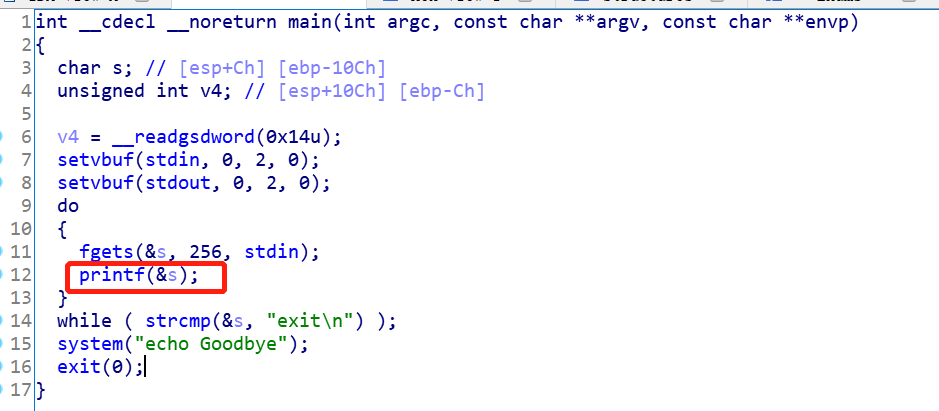 1 int __cdecl __noreturn main(int argc, const char **argv, const char **envp)
2 {
3 char s; // [esp+Ch] [ebp-10Ch]
4 unsigned int v4; // [esp+10Ch] [ebp-Ch]
5
6 v4 = __readgsdword(0x14u);
7 setvbuf(stdin, 0, 2, 0);
8 setvbuf(stdout, 0, 2, 0);
9 do
10 {
11 fgets(&s, 256, stdin);
12 printf(&s);
13 }
14 while ( strcmp(&s, "exit\n") );
15 system("echo Goodbye");
16 exit(0);
17 }